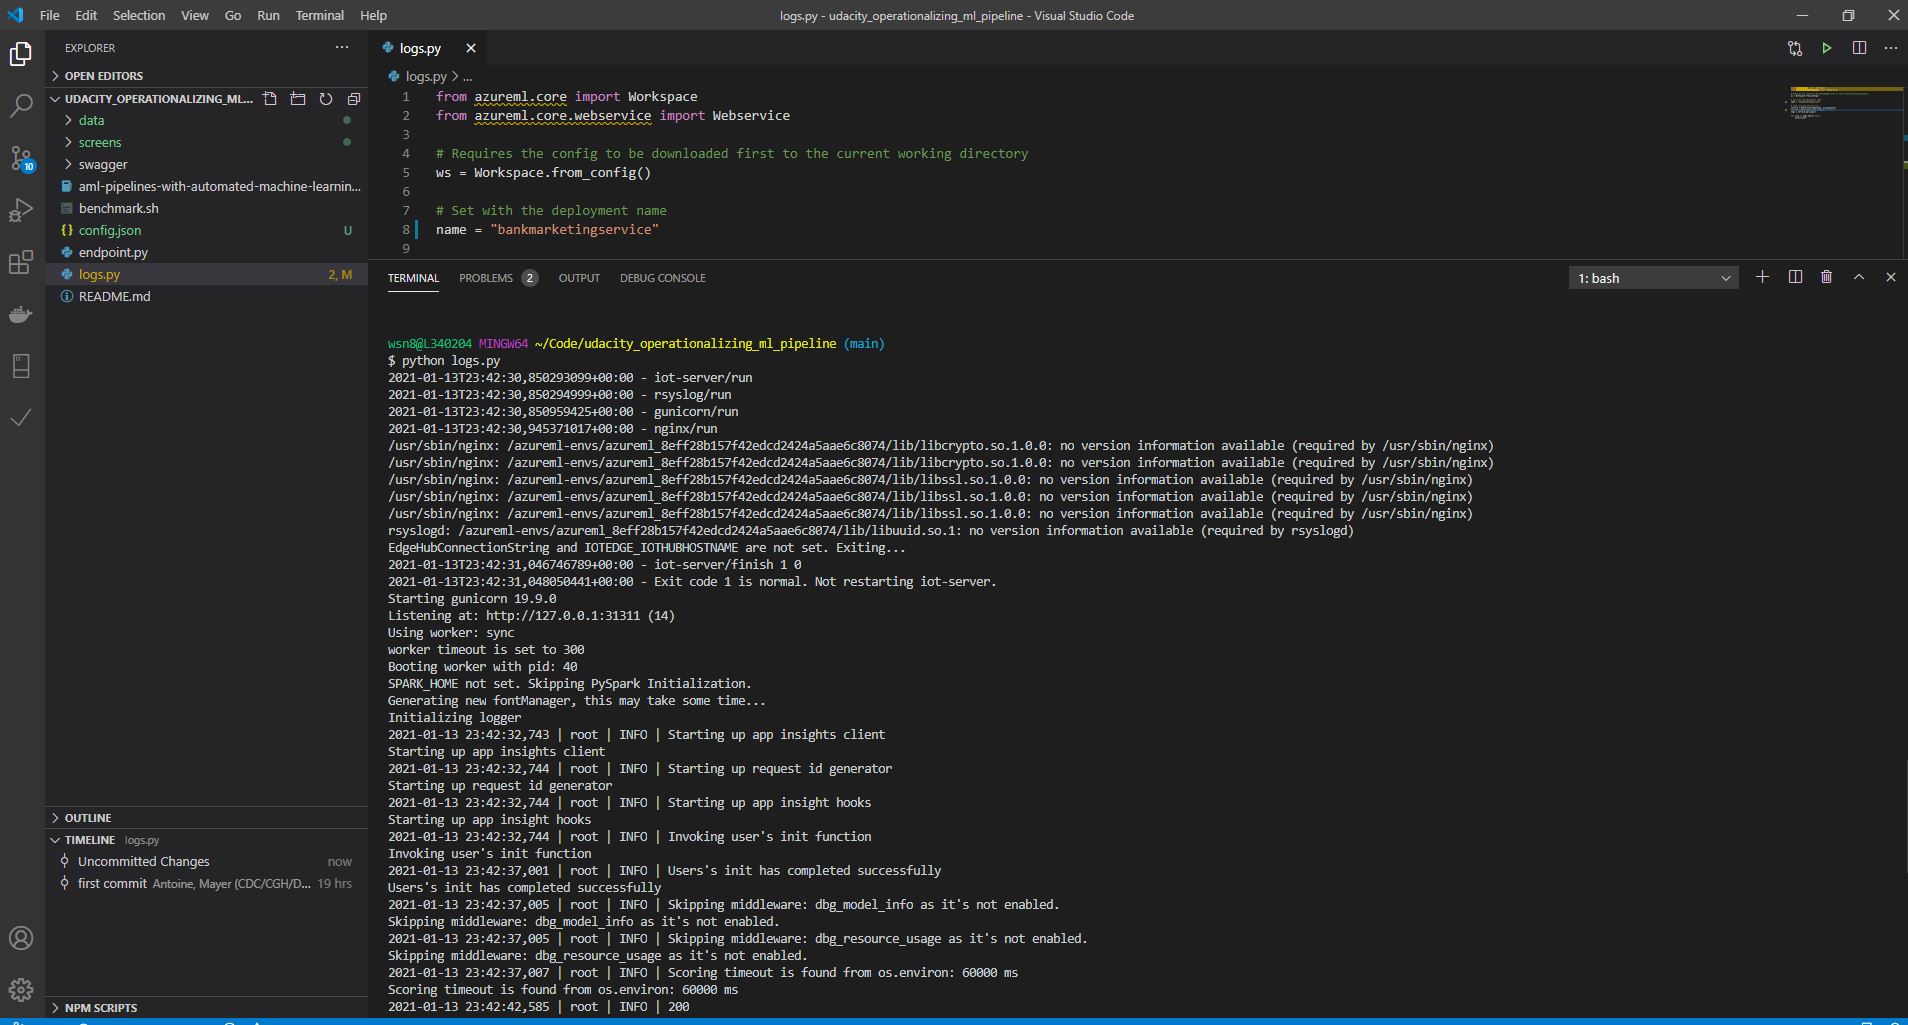 File Edit Selection View Go Run Terminal Help
logs.py - udacity_operationalizing_ml_pipeline - Visual Studio Code
EXPLORER
OPEN EDITORS
UDACITY_OPERATIONALIZING_ML...
data
screens
swagger
aml-pipelines-with-automated-machine-learnin...
benchmark.sh
config.json U
endpoint.py
logs.py 2, M
README.md
OUTLINE
TIMELINE logs.py
Uncommitted Changes now
first commit Antoine, Mayer (CDC/CGH/D... 19 hrs
NPM SCRIPTS
10
logs.py
logs.py > ...
1 from azureml.core import Workspace
2 from azureml.core.webservice import Webservice
3
4 # Requires the config to be downloaded first to the current working directory
5 ws = Workspace.from_config()
6
7 # Set with the deployment name
8 name = "bankmarketingservice"
9
TERMINAL PROBLEMS 2 OUTPUT DEBUG CONSOLE
1: bash
wsn8@L340204 MINGW64 ~/Code/udacity_operationalizing_ml_pipeline (main)
$ python logs.py
2021-01-13T23:42:30,850293099+00:00 - iot-server/run
2021-01-13T23:42:30,850294999+00:00 - rsyslog/run
2021-01-13T23:42:30,850959425+00:00 - gunicorn/run
2021-01-13T23:42:30,945371017+00:00 - nginx/run
/usr/sbin/nginx: /azureml-envs/azureml_8eff28b157f42edcd2424a5aae6c8074/lib/libcrypto.so.1.0.0: no version information available (required by /usr/sbin/nginx)
/usr/sbin/nginx: /azureml-envs/azureml_8eff28b157f42edcd2424a5aae6c8074/lib/libcrypto.so.1.0.0: no version information available (required by /usr/sbin/nginx)
/usr/sbin/nginx: /azureml-envs/azureml_8eff28b157f42edcd2424a5aae6c8074/lib/libssl.so.1.0.0: no version information available (required by /usr/sbin/nginx)
/usr/sbin/nginx: /azureml-envs/azureml_8eff28b157f42edcd2424a5aae6c8074/lib/libssl.so.1.0.0: no version information available (required by /usr/sbin/nginx)
/usr/sbin/nginx: /azureml-envs/azureml_8eff28b157f42edcd2424a5aae6c8074/lib/libssl.so.1.0.0: no version information available (required by /usr/sbin/nginx)
rsyslogd: /azureml-envs/azureml_8eff28b157f42edcd2424a5aae6c8074/lib/libuuid.so.1: no version information available (required by rsyslogd)
EdgeHubConnectionString and IOTEDGE_IOTHUBHOSTNAME are not set. Exiting...
2021-01-13T23:42:31,046746789+00:00 - iot-server/finish 1 0
2021-01-13T23:42:31,048050441+00:00 - Exit code 1 is normal. Not restarting iot-server.
Starting gunicorn 19.9.0
Listening at: http://127.0.0.1:31311 (14)
Using worker: sync
worker timeout is set to 300
Booting worker with pid: 40
SPARK_HOME not set. Skipping PySpark Initialization.
Generating new fontManager, this may take some time...
Initializing logger
2021-01-13 23:42:32,743 | root | INFO | Starting up app insights client
Starting up app insights client
2021-01-13 23:42:32,744 | root | INFO | Starting up request id generator
Starting up request id generator
2021-01-13 23:42:32,744 | root | INFO | Starting up app insight hooks
Starting up app insight hooks
2021-01-13 23:42:32,744 | root | INFO | Invoking user's init function
Invoking user's init function
2021-01-13 23:42:37,001 | root | INFO | Users's init has completed successfully
Users's init has completed successfully
2021-01-13 23:42:37,005 | root | INFO | Skipping middleware: dbg_model_info as it's not enabled.
Skipping middleware: dbg_model_info as it's not enabled.
2021-01-13 23:42:37,005 | root | INFO | Skipping middleware: dbg_resource_usage as it's not enabled.
Skipping middleware: dbg_resource_usage as it's not enabled.
2021-01-13 23:42:37,007 | root | INFO | Scoring timeout is found from os.environ: 60000 ms
Scoring timeout is found from os.environ: 60000 ms
2021-01-13 23:42:42,585 | root | INFO | 200